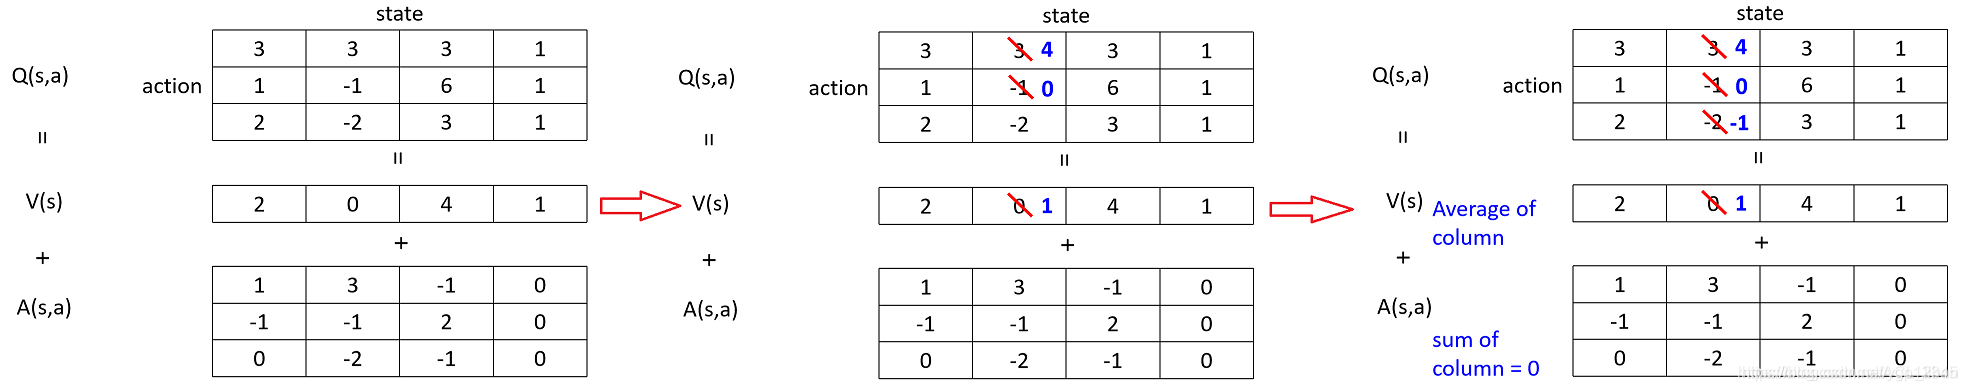 state
3 3 3 1
Q(s,a)
action 1 -1 6 1
2 -2 3 1
=
=
V(s) 2 0 4 1
+
+
1 3 -1 0
A(s,a)
-1 -1 2 0
0 -2 -1 0
state
3 3 4 3 1
Q(s,a)
action 1 -1 0 6 1
2 -2 3 1
=
=
V(s) 2 0 1 4 1
+
+
1 3 -1 0
A(s,a)
-1 -1 2 0
0 -2 -1 0
state
3 3 4 3 1
Q(s,a)
action 1 -1 0 6 1
2 -2 -1 3 1
=
=
V(s) Average of
column
2 0 1 4 1
+
+
1 3 -1 0
A(s,a)
-1 -1 2 0
sum of
column = 0
0 -2 -1 0